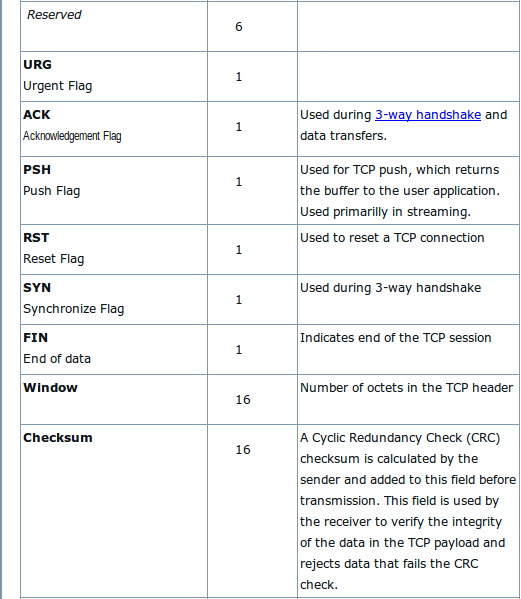 Reserved
6
URG
Urgent Flag
1
ACK
Acknowledgement Flag
1
Used during 3-way handshake and
data transfers.
PSH
Push Flag
1
Used for TCP push, which returns
the buffer to the user application.
Used primarilly in streaming.
RST
Reset Flag
1
Used to reset a TCP connection
SYN
Synchronize Flag
1
Used during 3-way handshake
FIN
End of data
1
Indicates end of the TCP session
Window
16
Number of octets in the TCP header
Checksum
16
A Cyclic Redundancy Check (CRC)
checksum is calculated by the
sender and added to this field before
transmission. This field is used by
the receiver to verify the integrity
of the data in the TCP payload and
rejects data that fails the CRC
check.